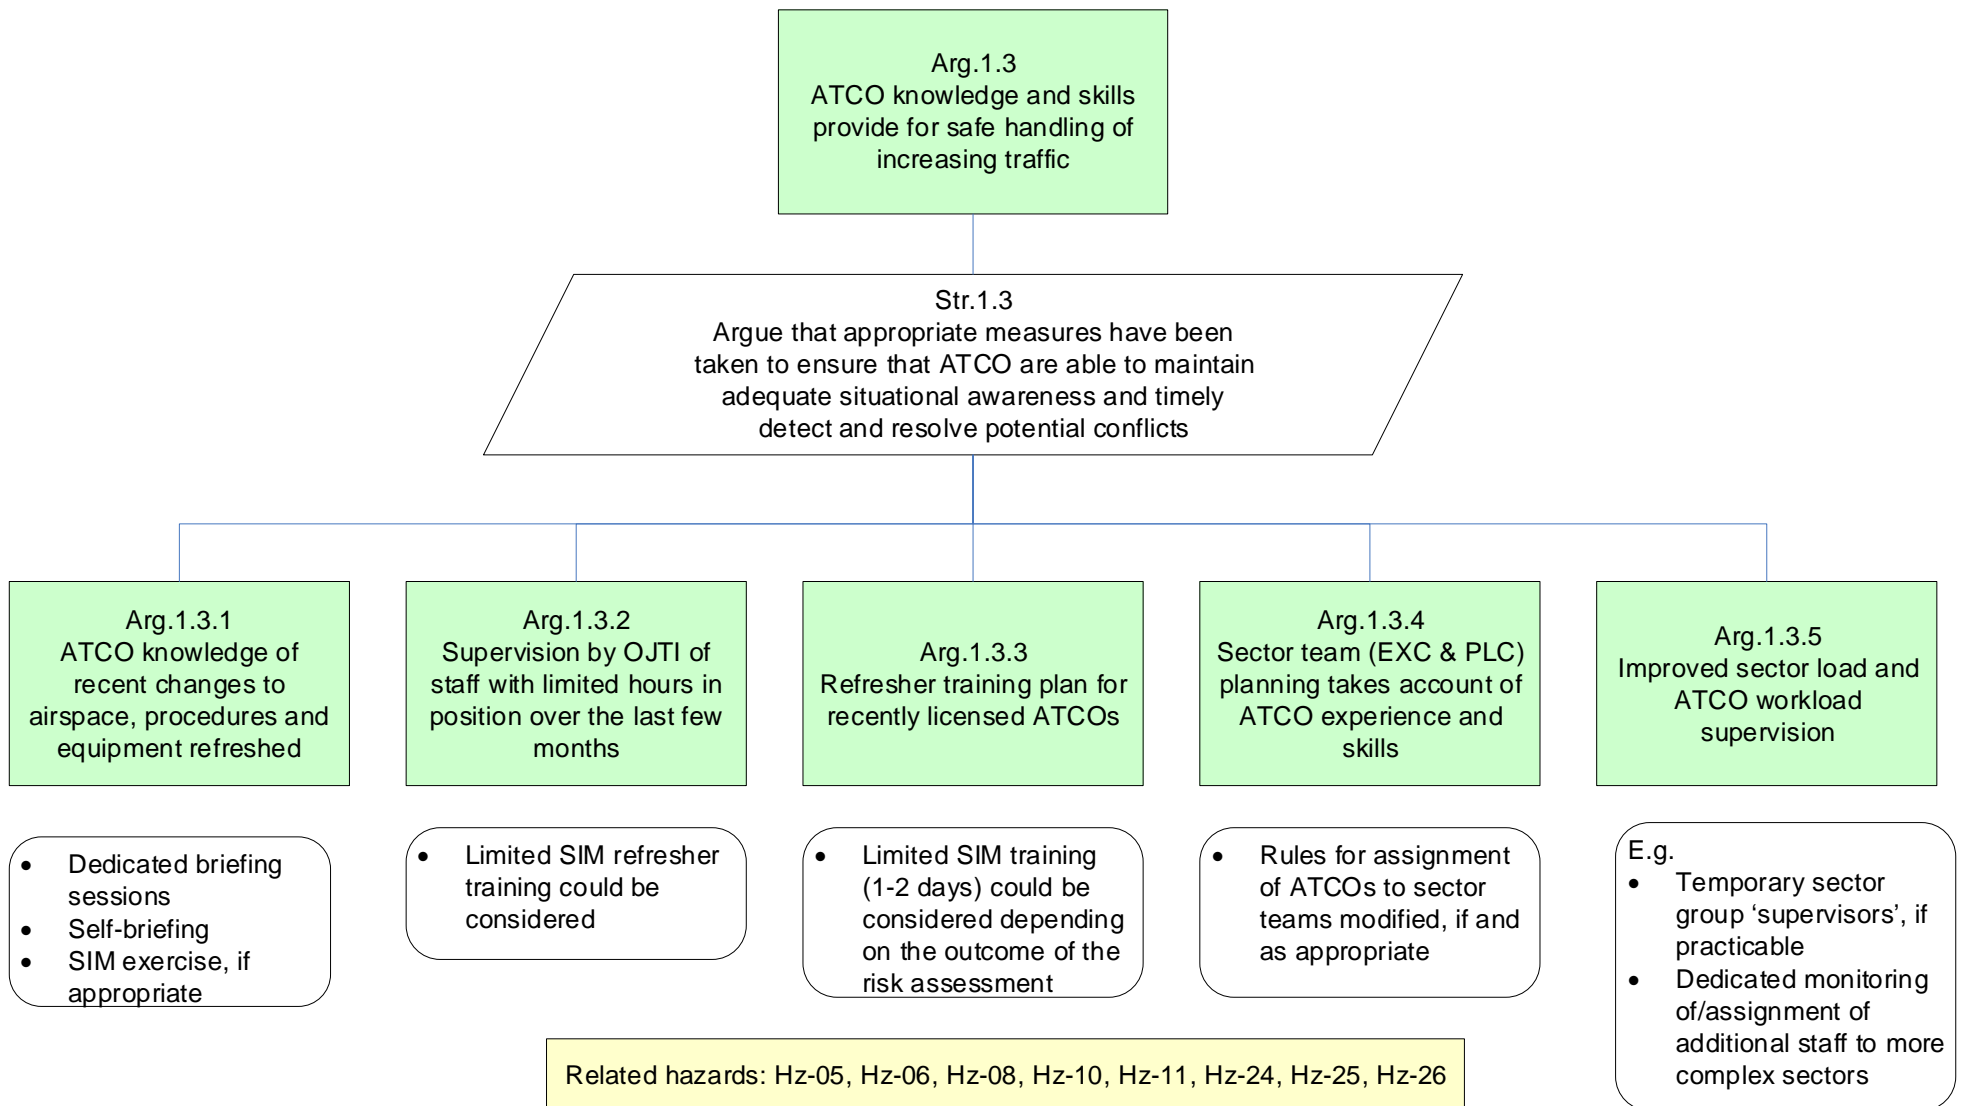 Arg.1.3
ATCO knowledge and skills
provide for safe handling of
increasing traffic
Str.1.3
Argue that appropriate measures have been
taken to ensure that ATCO are able to maintain
adequate situational awareness and timely
detect and resolve potential conflicts
Arg.1.3.1
ATCO knowledge of
recent changes to
airspace, procedures and
equipment refreshed
Arg.1.3.2
Supervision by OJTI of
staff with limited hours in
position over the last few
months
Arg.1.3.3
Refresher training plan for
recently licensed ATCOs
Arg.1.3.4
Sector team (EXC & PLC)
planning takes account of
ATCO experience and
skills
Arg.1.3.5
Improved sector load and
ATCO workload
supervision
• Dedicated briefing
sessions
• Self-briefing
• SIM exercise, if
appropriate
• Limited SIM refresher
training could be
considered
• Limited SIM training
(1-2 days) could be
considered depending
on the outcome of the
risk assessment
• Rules for assignment
of ATCOs to sector
teams modified, if and
as appropriate
E.g.
• Temporary sector
group ‘supervisors’, if
practicable
• Dedicated monitoring
of/assignment of
additional staff to more
complex sectors
Related hazards: Hz-05, Hz-06, Hz-08, Hz-10, Hz-11, Hz-24, Hz-25, Hz-26